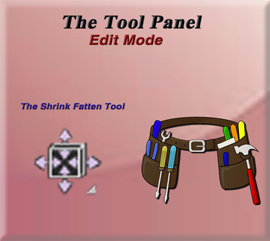 The Tool Panel
Edit Mode
The Shrink Fatten Tool